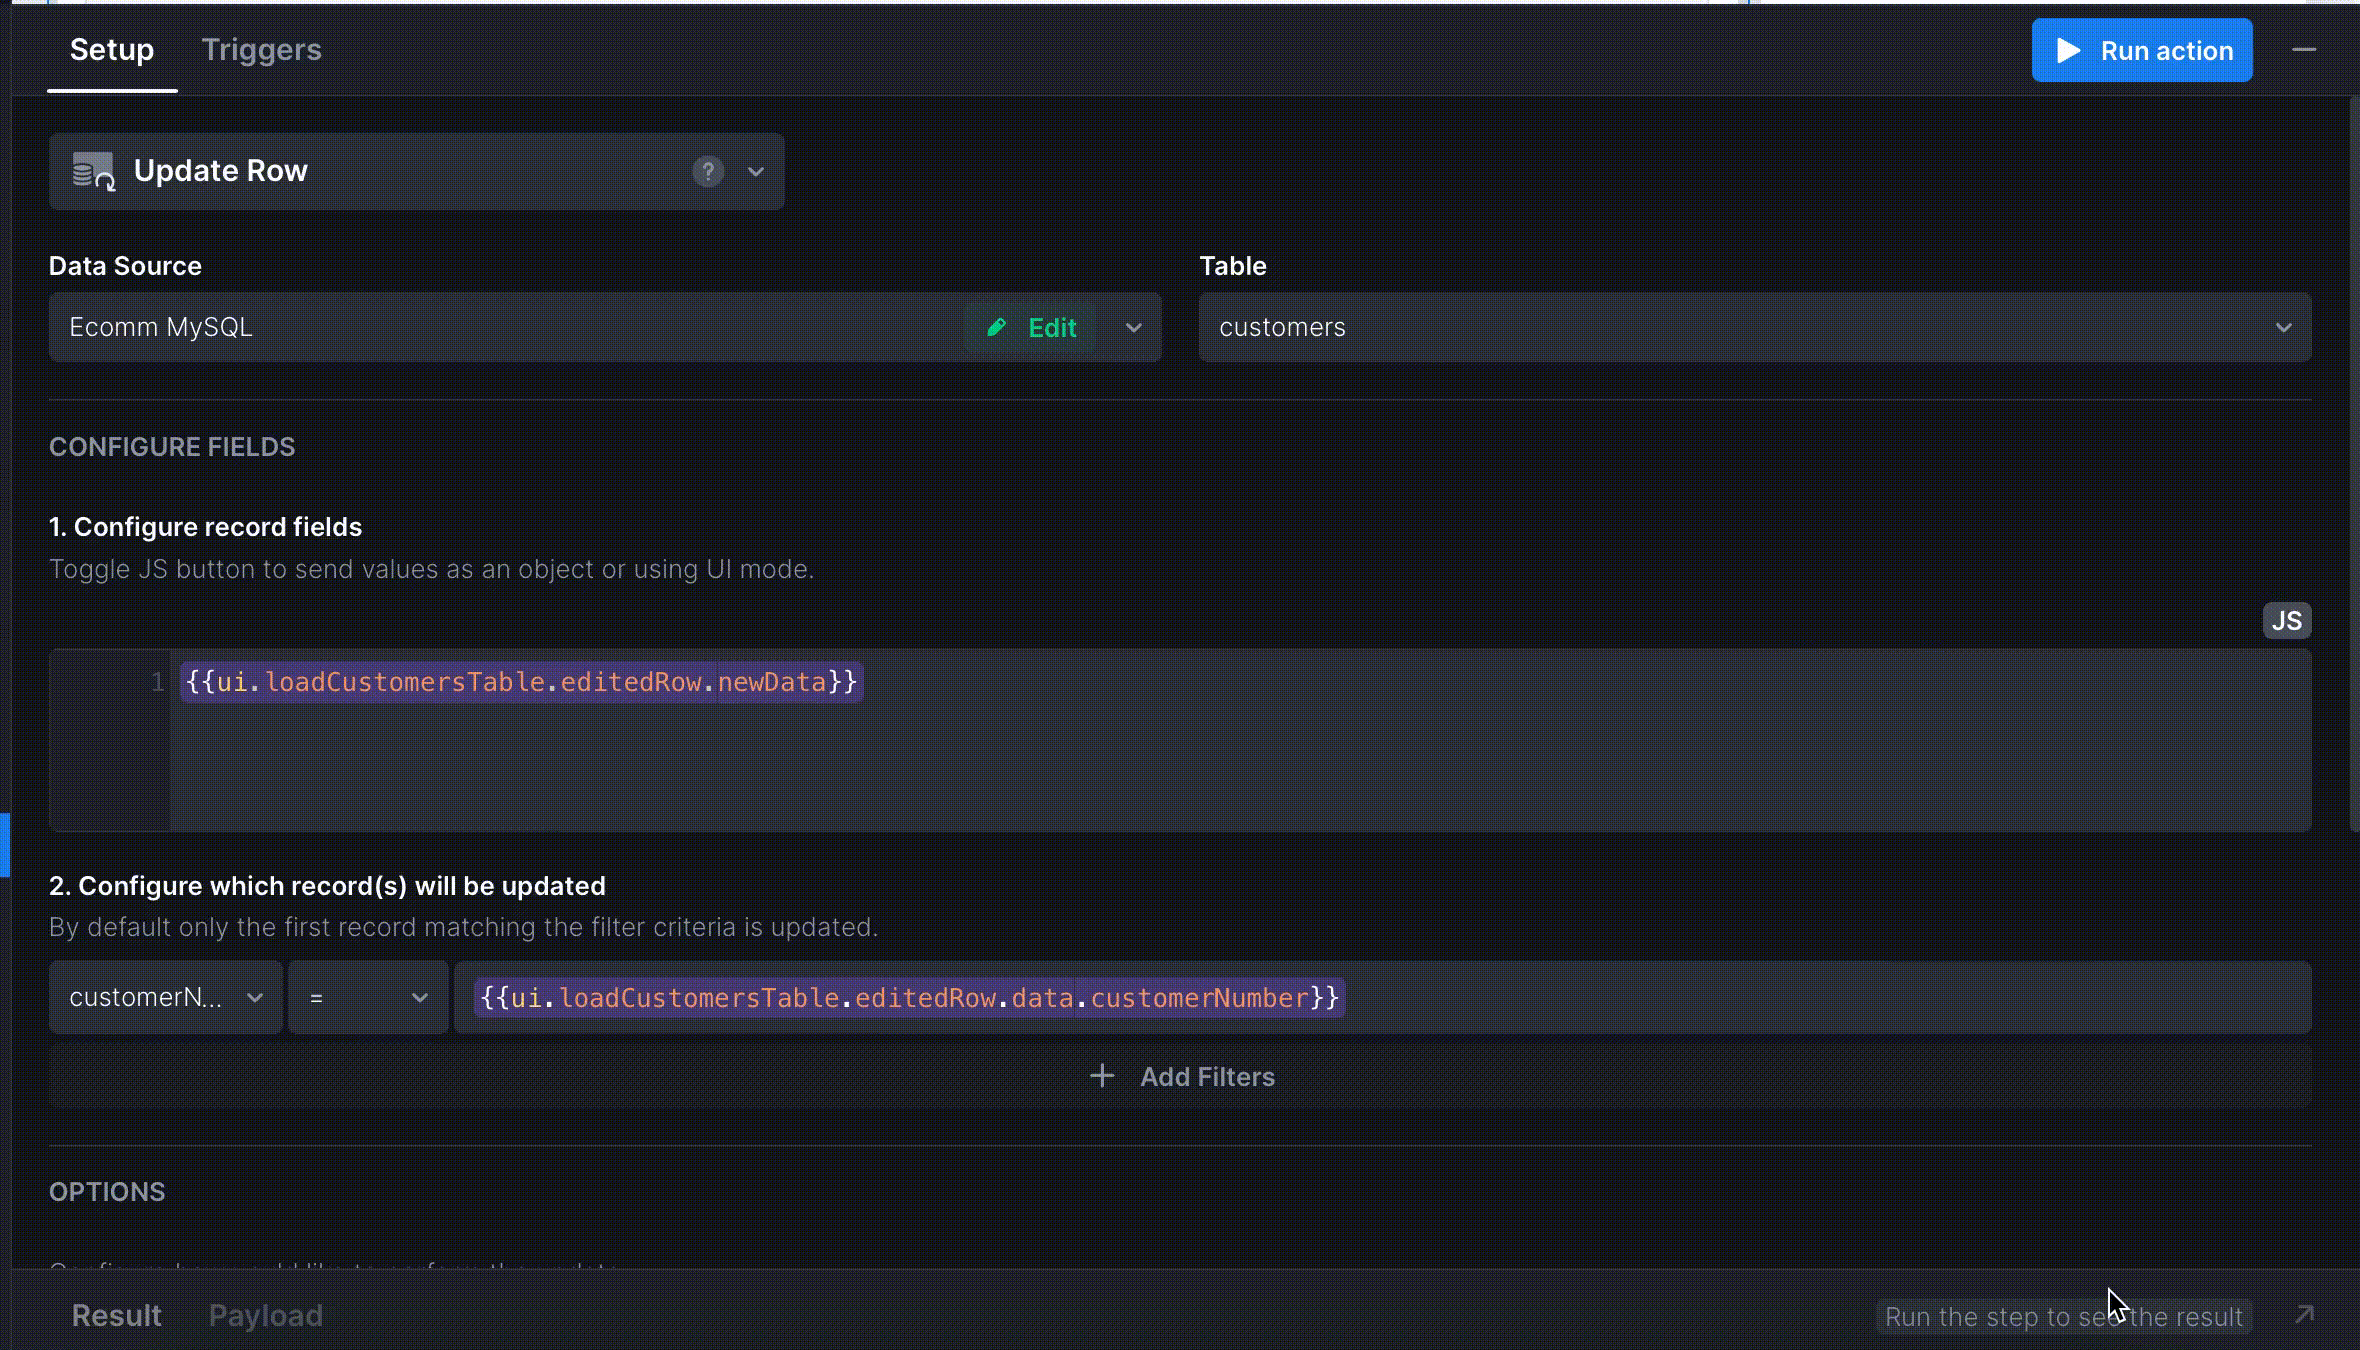 Setup Triggers Run action
Update Row ?
Data Source Table
Ecomm MySQL Edit customers
CONFIGURE FIELDS
1. Configure record fields
Toggle JS button to send values as an object or using UI mode.
JS
1 {{ui.loadCustomersTable.editedRow.newData}}
2. Configure which record(s) will be updated
By default only the first record matching the filter criteria is updated.
customerN... = {{ui.loadCustomersTable.editedRow.data.customerNumber}}
Add Filters
OPTIONS
Result Payload Run the step to see the result